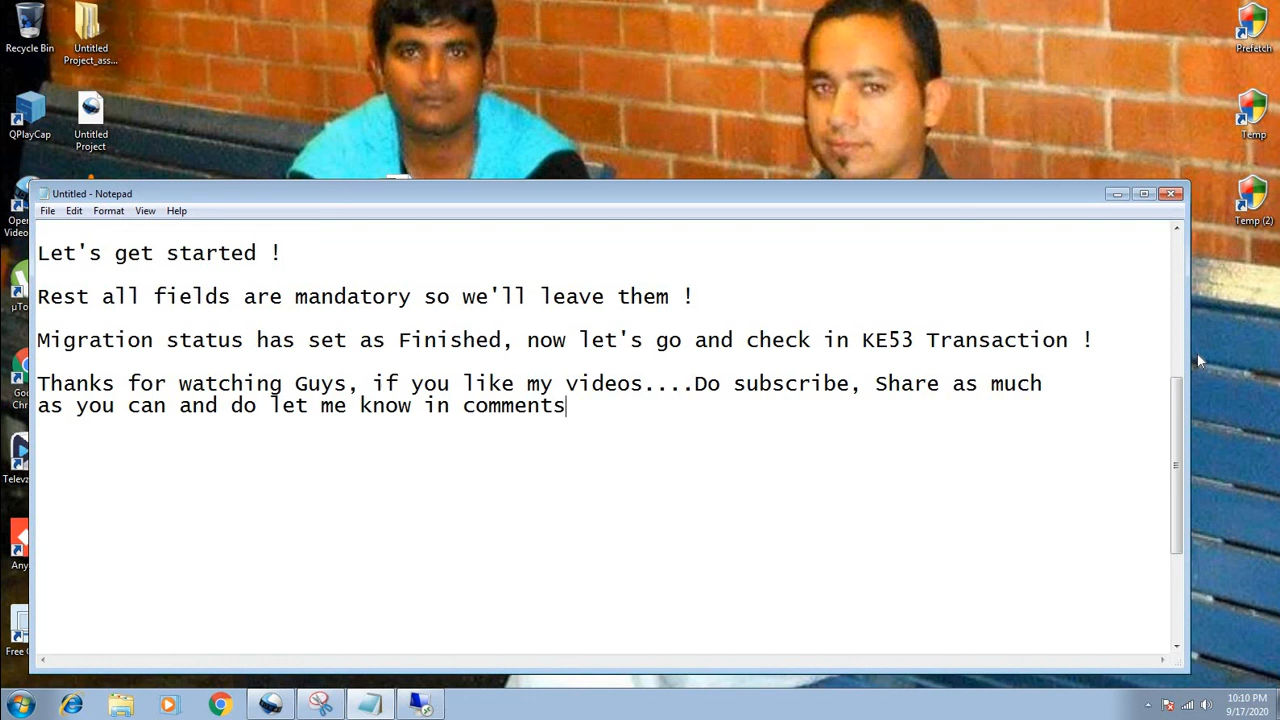 Recycle Bin
Untitled
Project_ass...
QPlayCap
Untitled
Project
Prefetch
Temp
Temp (2)
Untitled - Notepad
File Edit Format View Help
Let's get started !
Rest all fields are mandatory so we'll leave them !
Migration status has set as Finished, now let's go and check in KE53 Transaction !
Thanks for watching Guys, if you like my videos....Do subscribe, Share as much
as you can and do let me know in comments
10:10 PM
9/17/2020